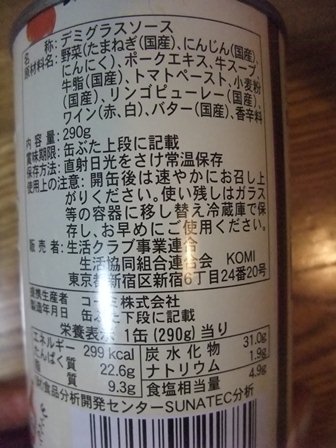 名　　称：デミグラスソース
原材料名：野菜(たまねぎ(国産)、にんじん(国産)、
にんにく)、ポークエキス、牛スープ、
牛脂(国産)、トマトペースト、小麦粉
(国産)、リンゴピューレー(国産)、
ワイン(赤、白)、バター(国産)、香辛料
内 容 量：290g
賞味期限：缶ぶた上段に記載
保存方法：直射日光をさけ常温保存
使用上の注意：開缶後は速やかにお召し上
がりください。使い残しはガラス
等の容器に移し替え冷蔵庫で保
存し、お早めにご使用ください。
販 売 者：生活クラブ事業連合
生活協同組合連合会　KOMI
東京都新宿区新宿6丁目24番20号
提携生産者　コーミ株式会社
製造年月日　缶ぶた下段に記載
栄養表示 1缶(290g)当り
エネルギー 299 kcal 炭水化物 31.0g
たんぱく質 22.6g ナトリウム 1.9g
脂　質 9.3g 食塩相当量 4.9g
食品分析開発センターSUNATEC分析